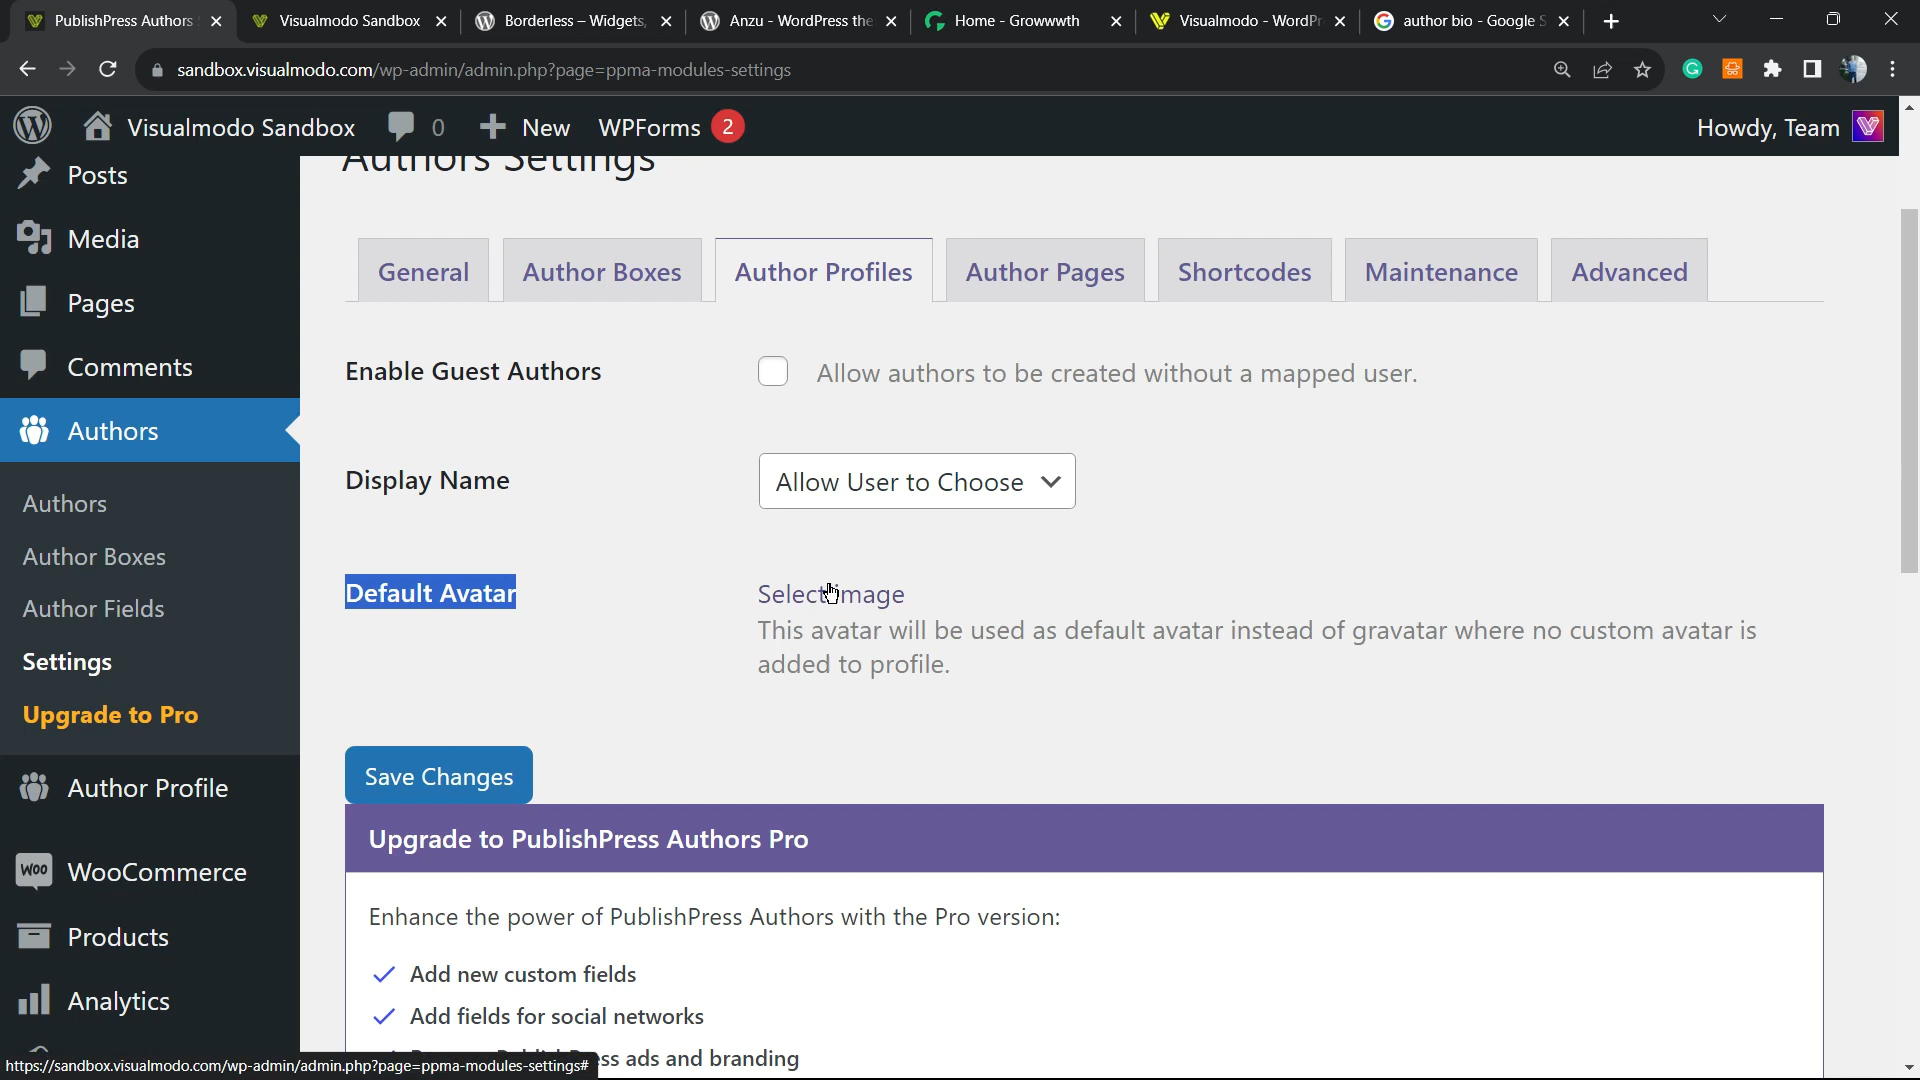 PublishPress Authors
Visualmodo Sandbox
Borderless – Widgets,
Anzu - WordPress the
Home - Growwwth
Visualmodo - WordPr
author bio - Google S
sandbox.visualmodo.com/wp-admin/admin.php?page=ppma-modules-settings
Visualmodo Sandbox
0
New
WPForms
2
Howdy, Team
Posts
Media
Pages
Comments
Authors
Authors
Author Boxes
Author Fields
Settings
Upgrade to Pro
Author Profile
WooCommerce
Products
Analytics
Authors Settings
General
Author Boxes
Author Profiles
Author Pages
Shortcodes
Maintenance
Advanced
Enable Guest Authors
Allow authors to be created without a mapped user.
Display Name
Allow User to Choose
Default Avatar
Select image
This avatar will be used as default avatar instead of gravatar where no custom avatar is
added to profile.
Save Changes
Upgrade to PublishPress Authors Pro
Enhance the power of PublishPress Authors with the Pro version:
Add new custom fields
Add fields for social networks
ss ads and branding
https://sandbox.visualmodo.com/wp-admin/admin.php?page=ppma-modules-settings#